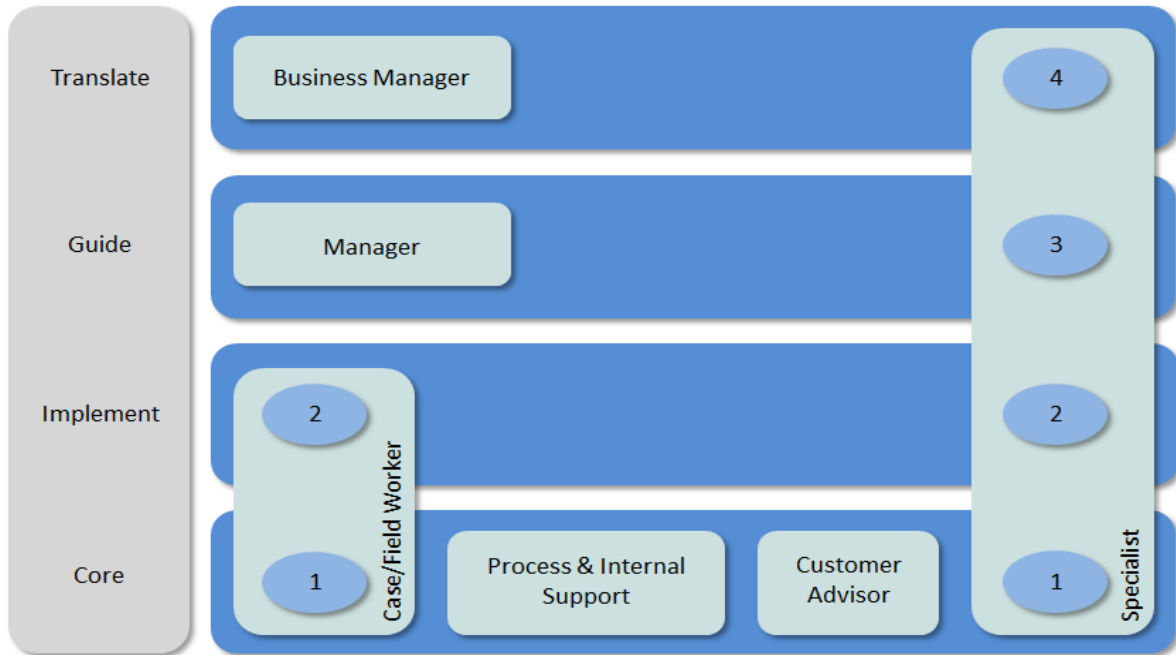 Translate
Business Manager
4
Guide
Manager
3
Implement
2
2
Case/Field Worker
Core
1
Process & Internal
Support
Customer
Advisor
1
Specialist